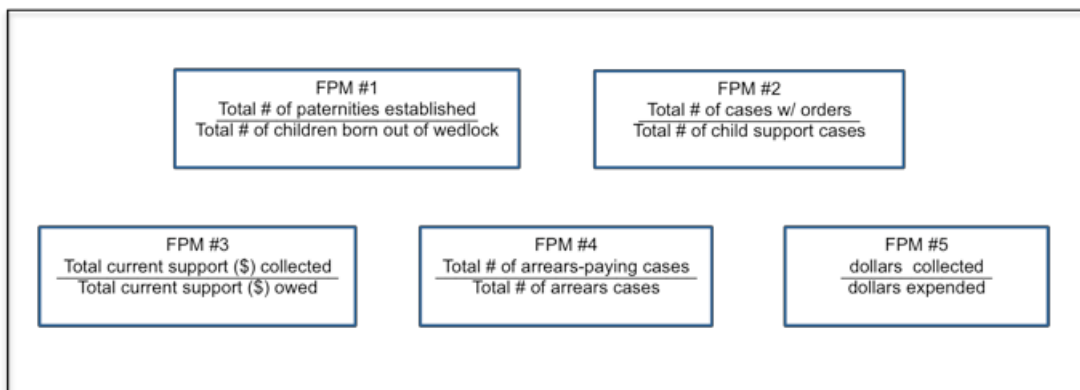 FPM #1
Total # of paternities established
Total # of children born out of wedlock
FPM #2
Total # of cases w/ orders
Total # of child support cases
FPM #3
Total current support ($) collected
Total current support ($) owed
FPM #4
Total # of arrears-paying cases
Total # of arrears cases
FPM #5
dollars collected
dollars expended